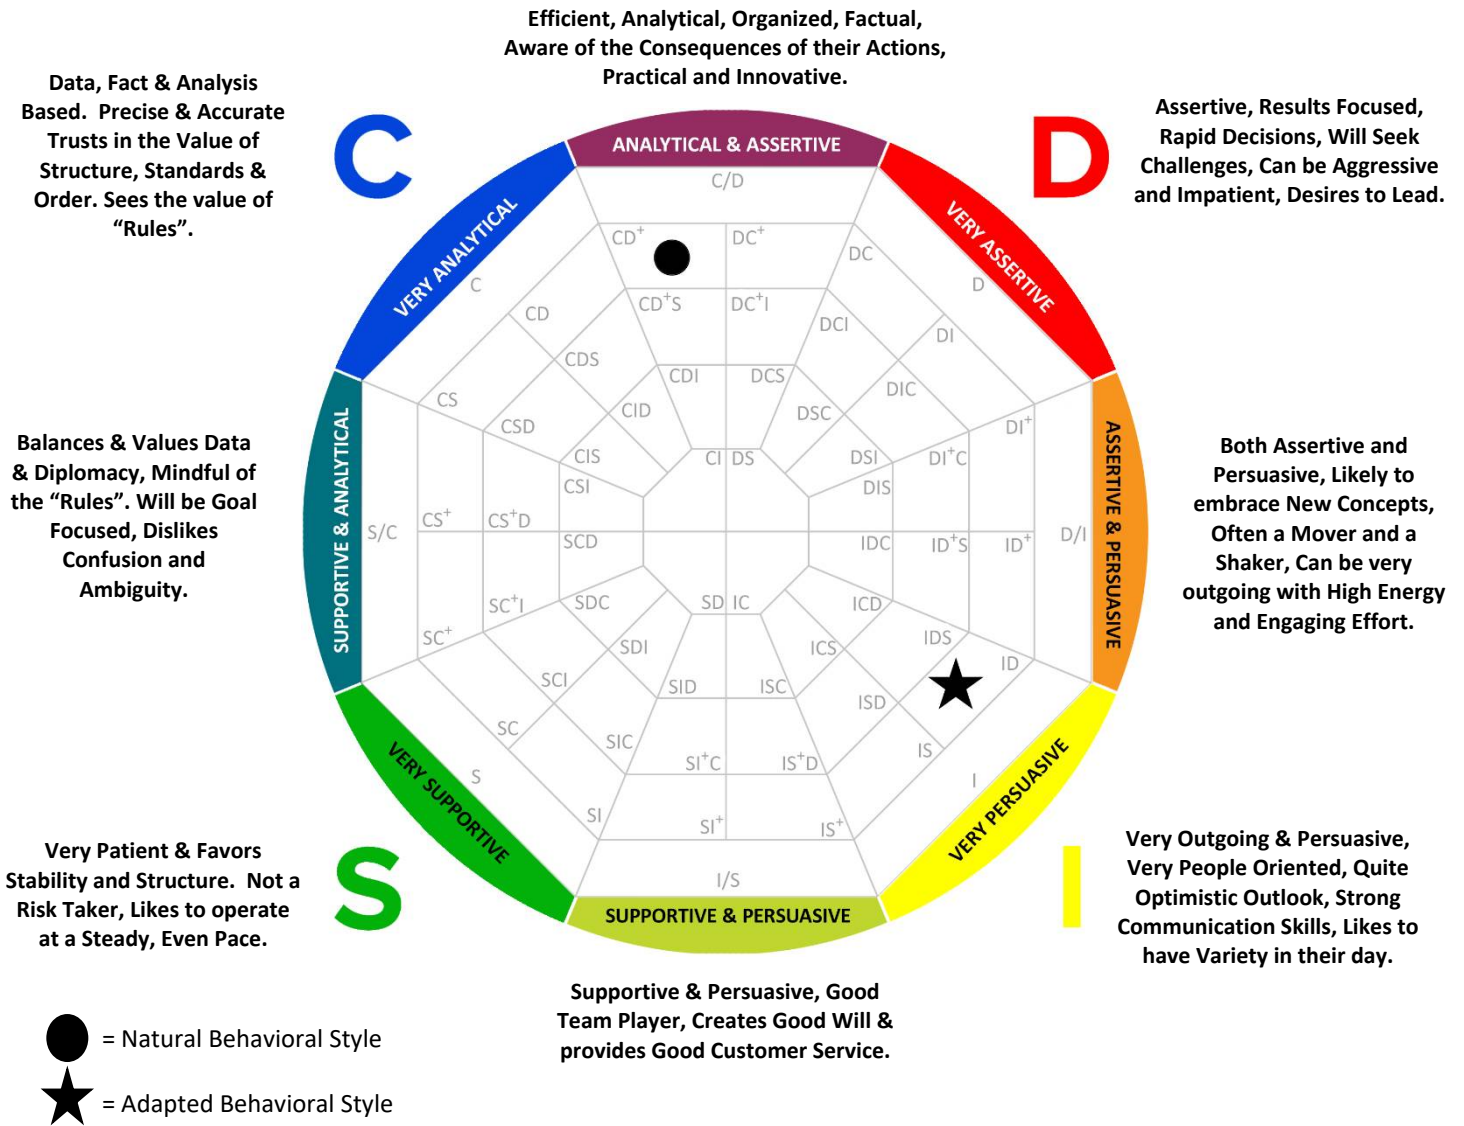 Efficient, Analytical, Organized, Factual,
Aware of the Consequences of their Actions,
Practical and Innovative.
Data, Fact & Analysis
Based.  Precise & Accurate
Trusts in the Value of
Structure, Standards &
Order. Sees the value of
“Rules”.
C
D
Assertive, Results Focused,
Rapid Decisions, Will Seek
Challenges, Can be Aggressive
and Impatient, Desires to Lead.
ANALYTICAL & ASSERTIVE
VERY ANALYTICAL
VERY ASSERTIVE
C/D
CD+
DC+
DC
C
D
CD
CD+S
DC+I
DCI
DI
CDS
CDI
DCS
DIC
CS
CID
DSC
CSD
DI+
CIS
CI
DS
DSI
DI+C
CSI
DIS
Balances & Values Data
& Diplomacy, Mindful of
the “Rules”. Will be Goal
Focused, Dislikes
Confusion and
Ambiguity.
SUPPORTIVE & ANALYTICAL
S/C
CS+
CS+D
SCD
IDC
ID+S
ID+
D/I
ASSERTIVE & PERSUASIVE
Both Assertive and
Persuasive, Likely to
embrace New Concepts,
Often a Mover and a
Shaker, Can be very
outgoing with High Energy
and Engaging Effort.
SC+I
SDC
SD
IC
ICD
SC+
IDS
SDI
ICS
ID
SCI
SID
ISC
ISD
SC
SIC
IS
SI+C
IS+D
S
I
SI
SI+
IS+
I/S
VERY SUPPORTIVE
VERY PERSUASIVE
SUPPORTIVE & PERSUASIVE
Very Patient & Favors
Stability and Structure.  Not a
Risk Taker, Likes to operate
at a Steady, Even Pace.
S
I
Very Outgoing & Persuasive,
Very People Oriented, Quite
Optimistic Outlook, Strong
Communication Skills, Likes to
have Variety in their day.
Supportive & Persuasive, Good
Team Player, Creates Good Will &
provides Good Customer Service.
= Natural Behavioral Style
= Adapted Behavioral Style